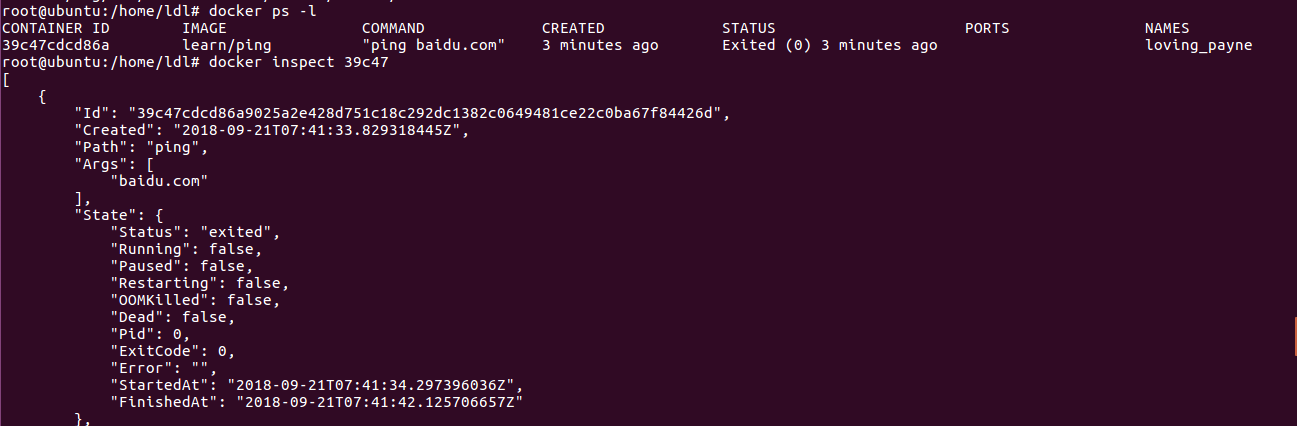 root@ubuntu:/home/ldl# docker ps -l
CONTAINER ID        IMAGE               COMMAND             CREATED             STATUS                     PORTS               NAMES
39c47cdcd86a        learn/ping          "ping baidu.com"    3 minutes ago       Exited (0) 3 minutes ago                       loving_payne
root@ubuntu:/home/ldl# docker inspect 39c47
[
    {
        "Id": "39c47cdcd86a9025a2e428d751c18c292dc1382c0649481ce22c0ba67f84426d",
        "Created": "2018-09-21T07:41:33.829318445Z",
        "Path": "ping",
        "Args": [
            "baidu.com"
        ],
        "State": {
            "Status": "exited",
            "Running": false,
            "Paused": false,
            "Restarting": false,
            "OOMKilled": false,
            "Dead": false,
            "Pid": 0,
            "ExitCode": 0,
            "Error": "",
            "StartedAt": "2018-09-21T07:41:34.297396036Z",
            "FinishedAt": "2018-09-21T07:41:42.125706657Z"
        },